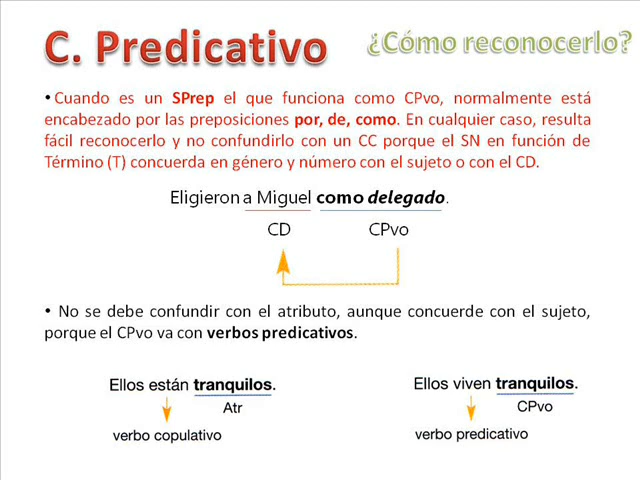 C. Predicativo
¿Cómo reconocerlo?
• Cuando es un SPrep el que funciona como CPvo, normalmente está
encabezado por las preposiciones por, de, como. En cualquier caso, resulta
fácil reconocerlo y no confundirlo con un CC porque el SN en función de
Término (T) concuerda en género y número con el sujeto o con el CD.
Eligieron a Miguel como delegado.
CD CPvo
• No se debe confundir con el atributo, aunque concuerde con el sujeto,
porque el CPvo va con verbos predicativos.
Ellos están tranquilos.
Atr
verbo copulativo
Ellos viven tranquilos.
CPvo
verbo predicativo